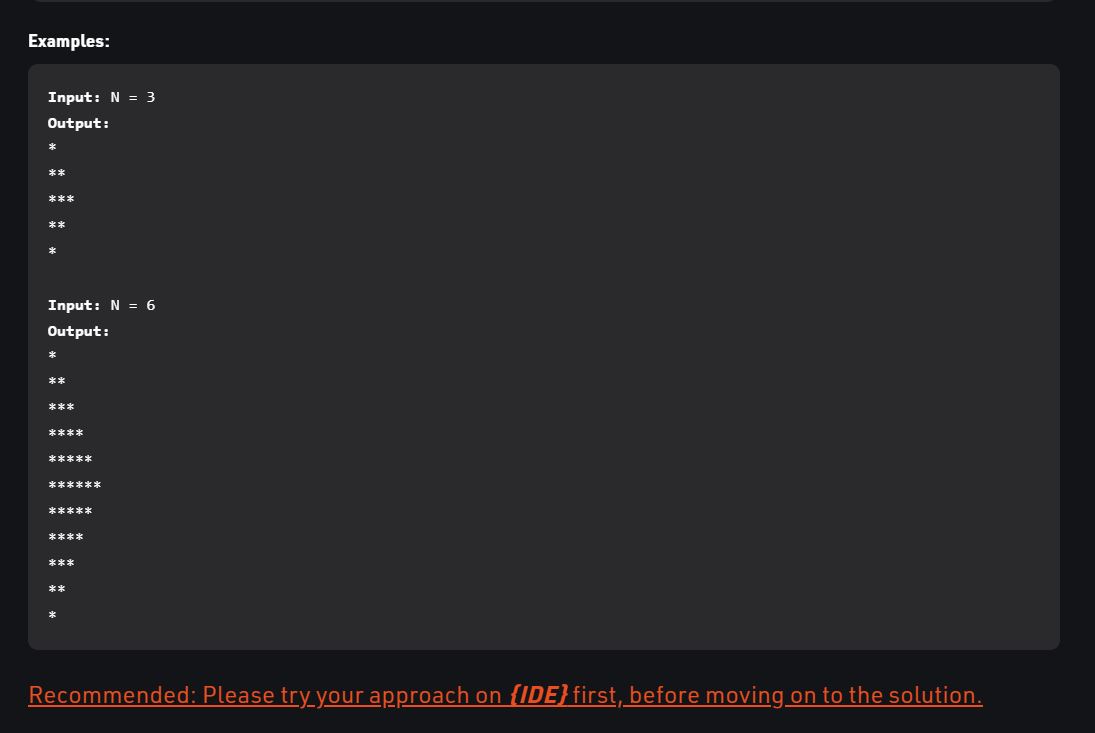 Examples:
Input: N = 3
Output:
*
**
***
**
*
Input: N = 6
Output:
*
**
***
****
*****
******
*****
****
***
**
*
Recommended: Please try your approach on {IDE} first, before moving on to the solution.